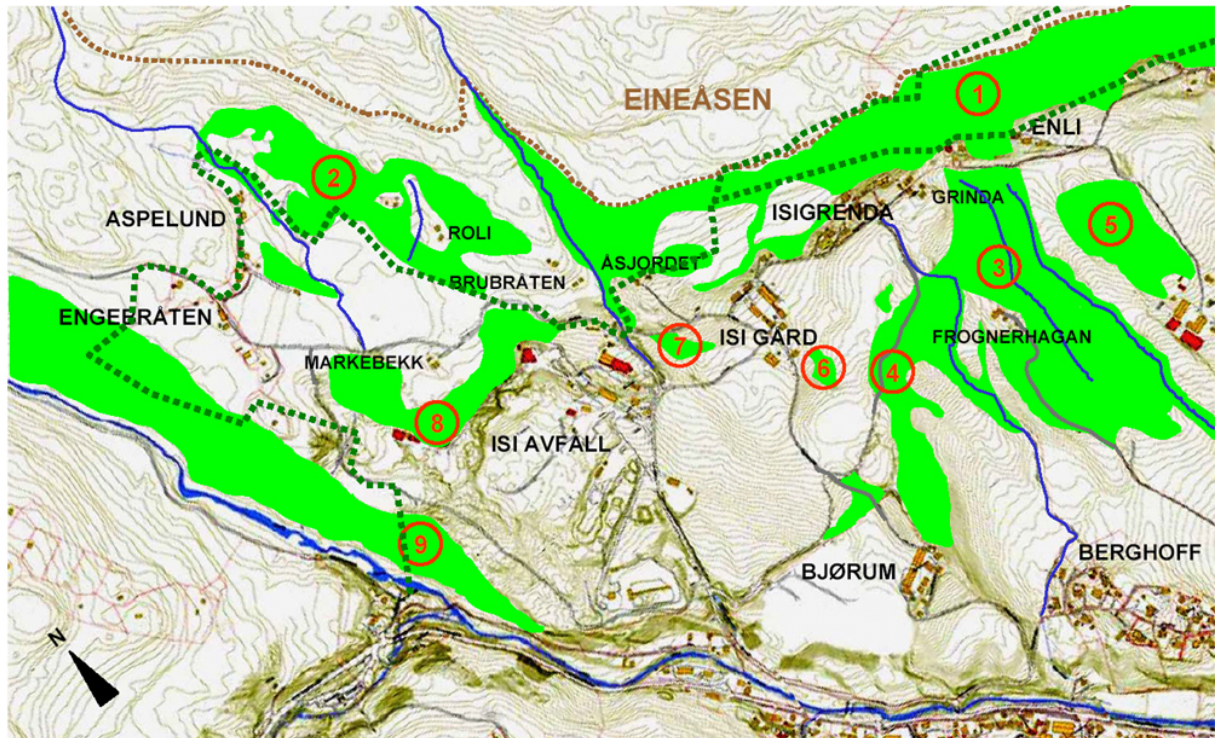 EINEÅSEN
1
ENLI
2
ASPELUND
ROLI
ISIGRENDA
GRINDA
5
BRUBRÅTEN
ÅSJORDET
3
ENGEBRÅTEN
MARKEBEKK
7
ISI GÅRD
FROGNERHAGAN
6
4
8
ISI AVFALL
9
BJØRUM
BERGHOFF
N